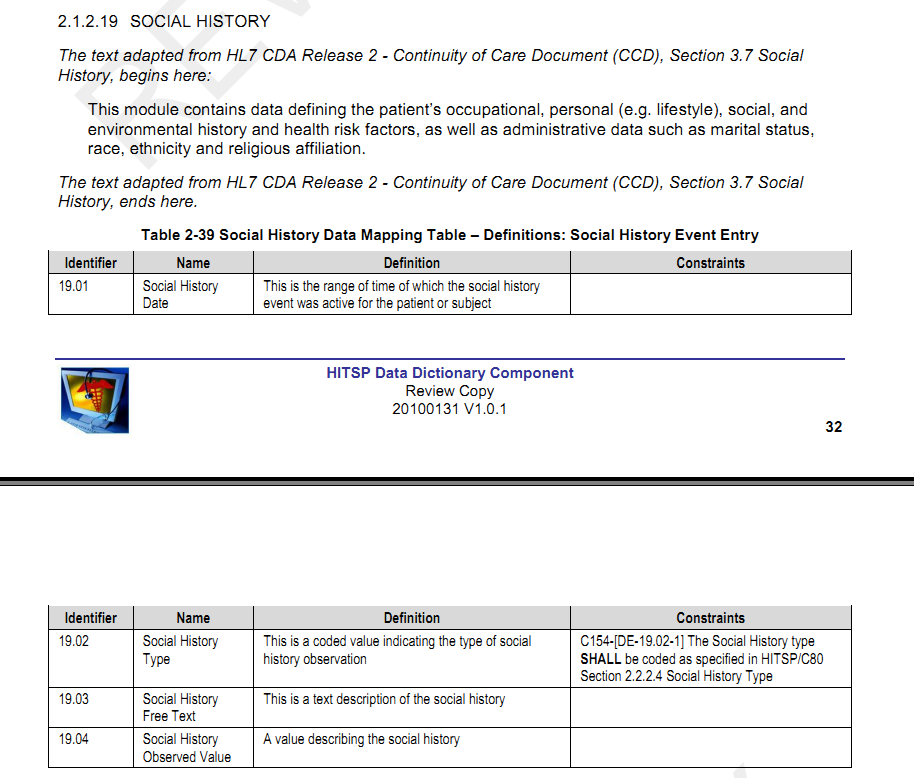 2.1.2.19 SOCIAL HISTORY
The text adapted from HL7 CDA Release 2 - Continuity of Care Document (CCD), Section 3.7 Social
History, begins here:
This module contains data defining the patient's occupational, personal (e.g. lifestyle), social, and
environmental history and health risk factors, as well as administrative data such as marital status,
race, ethnicity and religious affiliation.
The text adapted from HL7 CDA Release 2 - Continuity of Care Document (CCD), Section 3.7 Social
History, ends here.
Table 2-39 Social History Data Mapping Table – Definitions: Social History Event Entry
Identifier Name Definition Constraints
19.01 Social History This is the range of time of which the social history
Date event was active for the patient or subject
HITSP Data Dictionary Component
Review Copy
20100131 V1.0.1
32
Identifier Name Definition Constraints
19.02 Social History This is a coded value indicating the type of social C154-[DE-19.02-1] The Social History type
Type history observation SHALL be coded as specified in HITSP/C80
Section 2.2.2.4 Social History Type
19.03 Social History This is a text description of the social history
Free Text
19.04 Social History A value describing the social history
Observed Value